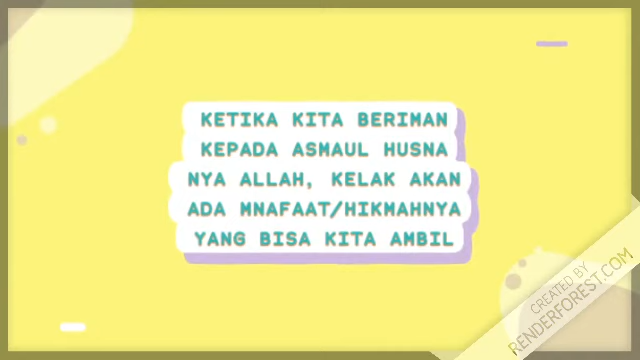 KETIKA KITA BERIMAN
KEPADA ASMAUL HUSNA
NYA ALLAH, KELAK AKAN
ADA MNAFAAT/HIKMAHNYA
YANG BISA KITA AMBIL
CREATED BY
RENDERFOREST.COM